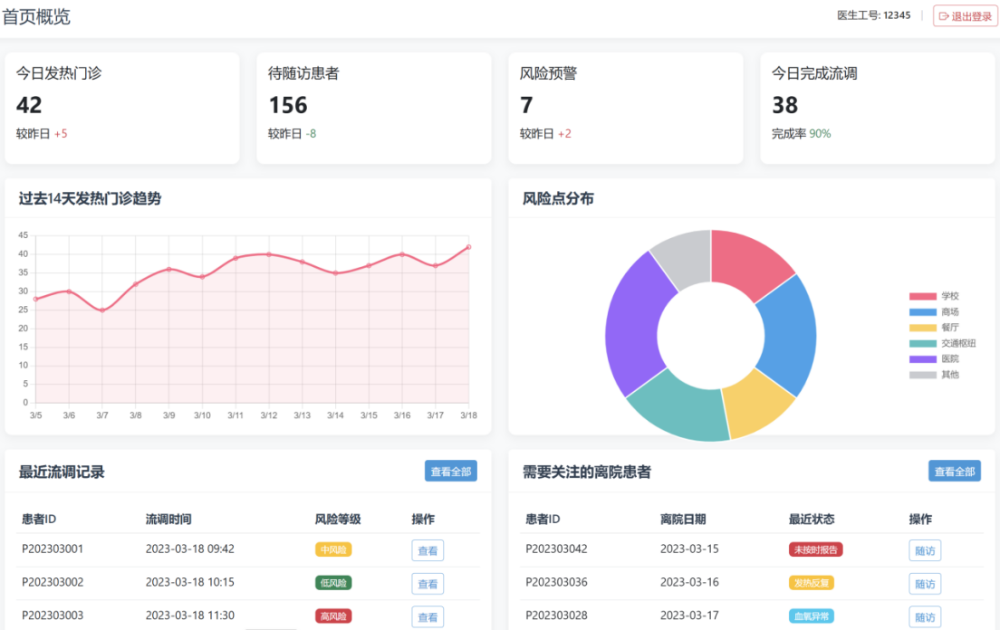 首页概览
医生工号: 12345
退出登录
今日发热门诊
42
较昨日 +5
待随访患者
156
较昨日 -8
风险预警
7
较昨日 +2
今日完成流调
38
完成率 90%
过去14天发热门诊趋势
45
40
35
30
25
20
15
10
5
0
3/5 3/6 3/7 3/8 3/9 3/10 3/11 3/12 3/13 3/14 3/15 3/16 3/17 3/18
风险点分布
学校
商场
餐厅
交通枢纽
医院
其他
最近流调记录
查看全部
患者ID 流调时间 风险等级 操作
P202303001 2023-03-18 09:42 中风险 查看
P202303002 2023-03-18 10:15 低风险 查看
P202303003 2023-03-18 11:30 高风险 查看
需要关注的离院患者
查看全部
患者ID 离院日期 最近状态 操作
P202303042 2023-03-15 未按时报告 随访
P202303036 2023-03-16 发热反复 随访
P202303028 2023-03-17 血氧异常 随访